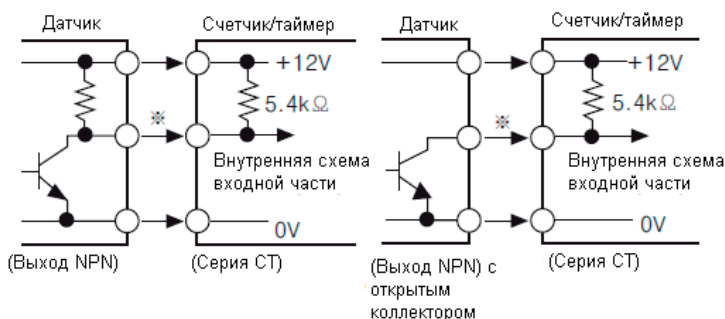 Датчик
Счетчик/таймер
+12V
5.4kΩ
※
Внутренняя схема
входной части
0V
(Выход NPN)
(Серия CT)
Датчик
Счетчик/таймер
+12V
5.4kΩ
※
Внутренняя схема
входной части
0V
(Выход NPN) с
открытым
коллектором
(Серия CT)